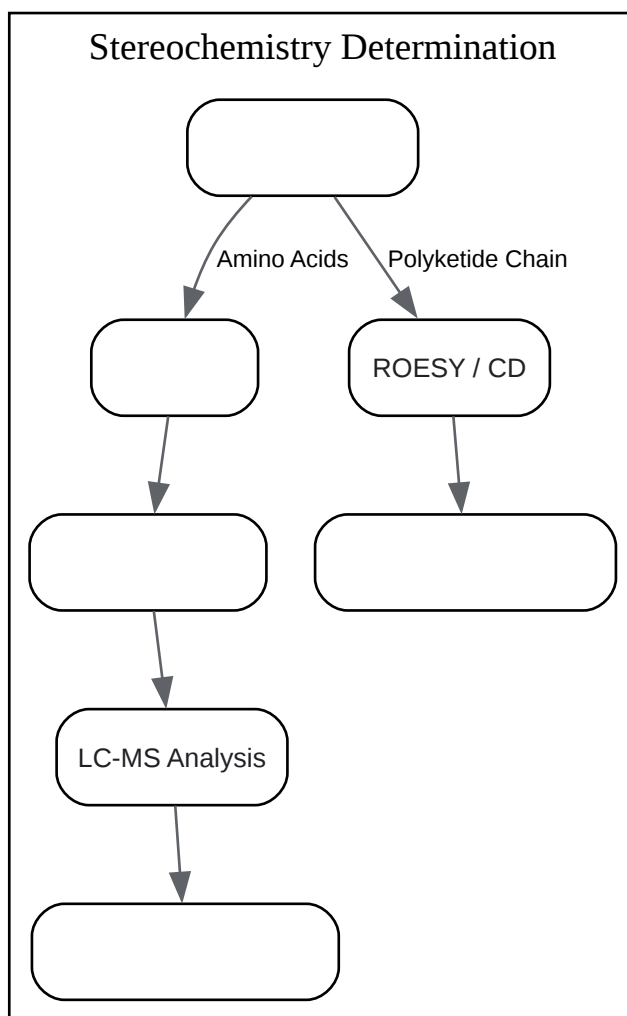 Stereochemistry Determination
Amino Acids
Polyketide Chain
ROESY / CD
LC-MS Analysis